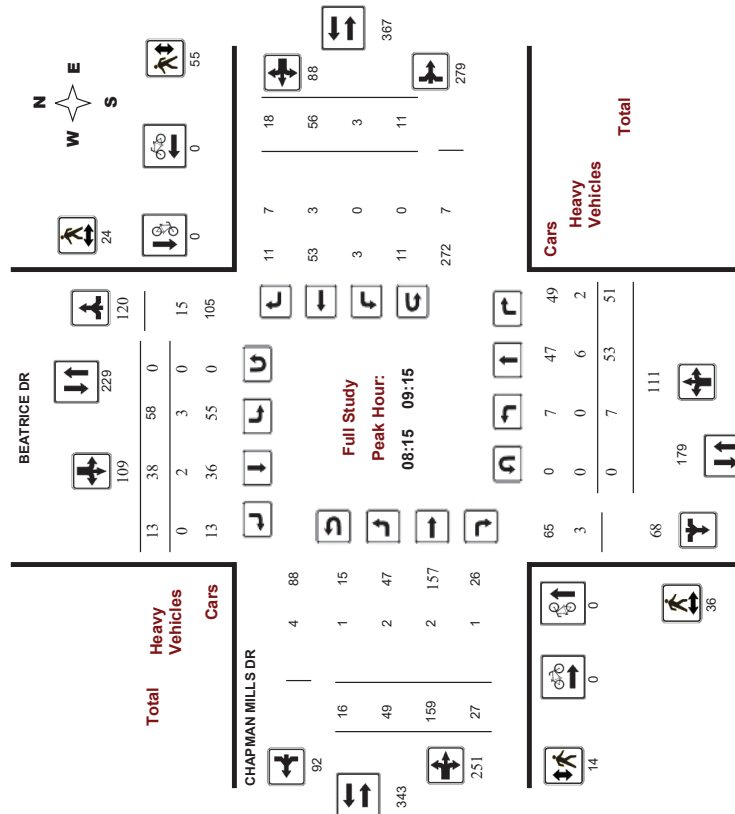 N
W E
S
24
0
0
55
BEATRICE DR
109
229
120
13 38 58 0
0 2 3 0 15
13 36 55 0 105
Total
Heavy
Vehicles
Cars
367
88
279
11 7 18
53 3 56
3 0 3
11 0 11
272 7
Full Study
Peak Hour:
08:15 09:15
CHAPMAN MILLS DR
92
343
251
4 88
16 1 15
49 2 47
159 2 157
27 1 26
65 0 7 47 49 Cars
3 0 0 6 2 Heavy
Vehicles
0 7 53 51 Total
68
179
111
14
0
0
36